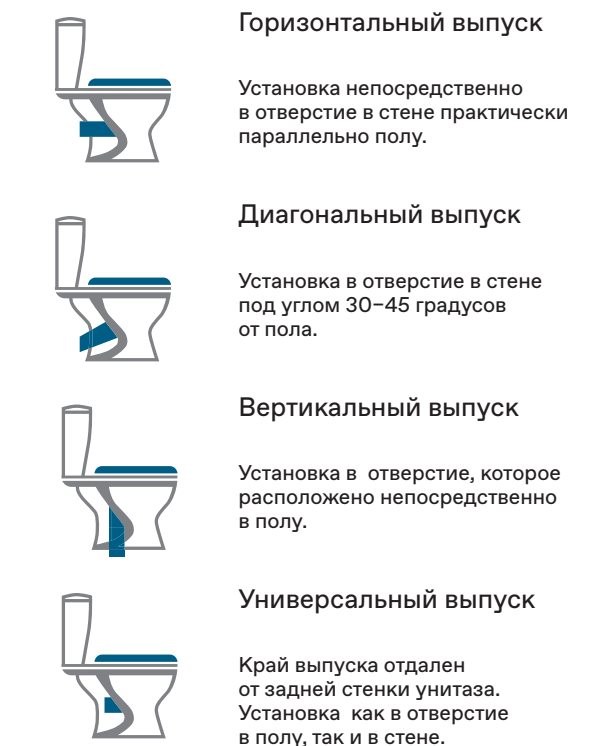 Горизонтальный выпуск
Установка непосредственно
в отверстие в стене практически
параллельно полу.
Диагональный выпуск
Установка в отверстие в стене
под углом 30–45 градусов
от пола.
Вертикальный выпуск
Установка в отверстие, которое
расположено непосредственно
в полу.
Универсальный выпуск
Край выпуска отдален
от задней стенки унитаза.
Установка как в отверстие
в полу, так и в стене.